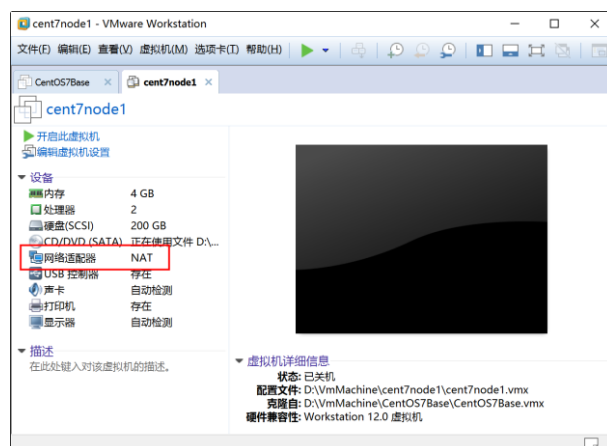 cent7node1 - VMware Workstation
文件(F) 编辑(E) 查看(V) 虚拟机(M) 选项卡(T) 帮助(H)
CentOS7Base × cent7node1 ×
cent7node1
开启此虚拟机
编辑虚拟机设置
设备
内存 4 GB
处理器 2
硬盘(SCSI) 200 GB
CD/DVD (SATA) 正在使用文件 D:\...
网络适配器 NAT
USB 控制器 存在
声卡 自动检测
打印机 存在
显示器 自动检测
描述
在此处键入对该虚拟机的描述。
虚拟机详细信息
状态: 已关机
配置文件: D:\VmMachine\cent7node1\cent7node1.vmx
克隆自: D:\VmMachine\CentOS7Base\CentOS7Base.vmx
硬件兼容性: Workstation 12.0 虚拟机